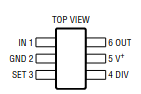 TOP VIEW
IN 1
6 OUT
GND 2
5 V+
SET 3
4 DIV